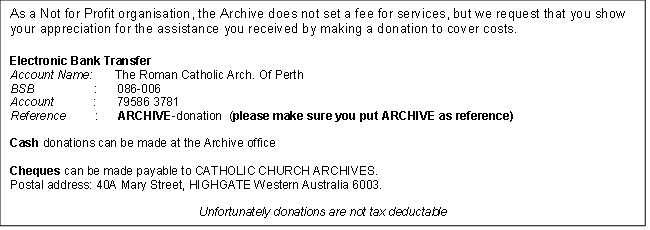 As a Not for Profit organisation, the Archive does not set a fee for services, but we request that you show
your appreciation for the assistance you received by making a donation to cover costs.
Electronic Bank Transfer
Account Name: The Roman Catholic Arch. Of Perth
BSB : 086-006
Account : 79586 3781
Reference : ARCHIVE-donation (please make sure you put ARCHIVE as reference)
Cash donations can be made at the Archive office
Cheques can be made payable to CATHOLIC CHURCH ARCHIVES.
Postal address: 40A Mary Street, HIGHGATE Western Australia 6003.
Unfortunately donations are not tax deductable